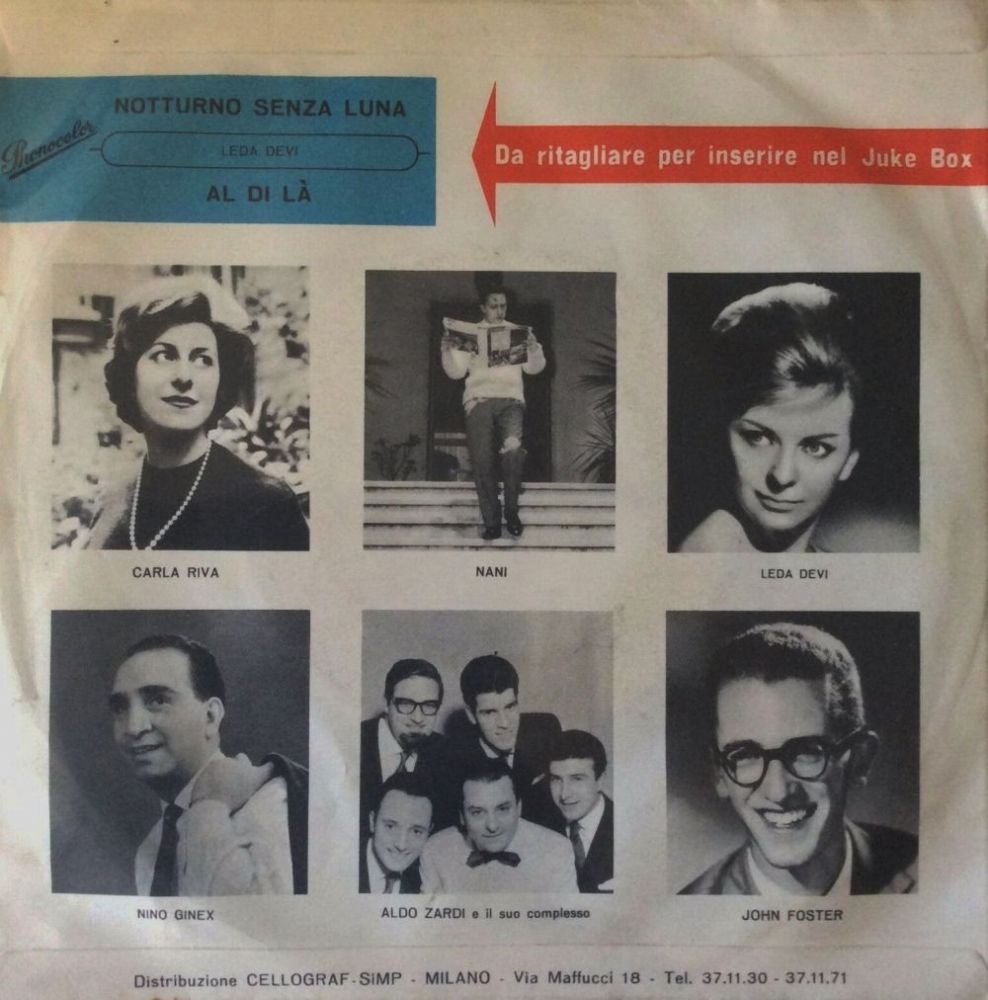 NOTTURNO SENZA LUNA
Phonocolor
LEDA DEVI
AL DI LÀ
Da ritagliare per inserire nel Juke Box
CARLA RIVA
NANI
LEDA DEVI
NINO GINEX
ALDO ZARDI e il suo complesso
JOHN FOSTER
Distribuzione CELLOGRAF-SiMP - MILANO - Via Maffucci 18 - Tel. 37.11.30 - 37.11.71